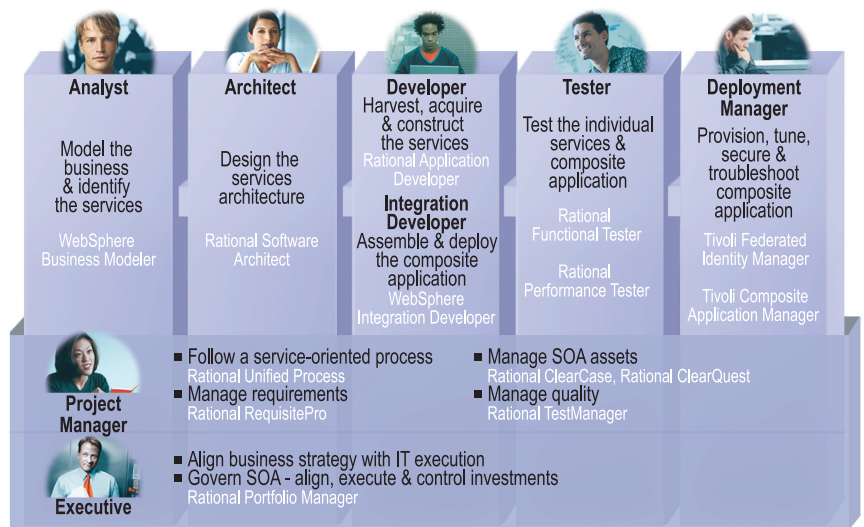 Analyst
Model the
business
& identify
the services
WebSphere
Business Modeler
Architect
Design the
services
architecture
Rational Software
Architect
Developer
Harvest, acquire
& construct
the services
Rational Application
Developer
Integration
Developer
Assemble & deploy
the composite
application
WebSphere
Integration Developer
Tester
Test the individual
services &
composite
application
Rational
Functional Tester
Rational
Performance Tester
Deployment
Manager
Provision, tune,
secure &
troubleshoot
composite
application
Tivoli Federated
Identity Manager
Tivoli Composite
Application Manager
Project
Manager
■ Follow a service-oriented process
Rational Unified Process
■ Manage requirements
Rational RequisitePro
■ Manage SOA assets
Rational ClearCase, Rational ClearQuest
■ Manage quality
Rational TestManager
Executive
■ Align business strategy with IT execution
■ Govern SOA - align, execute & control investments
Rational Portfolio Manager